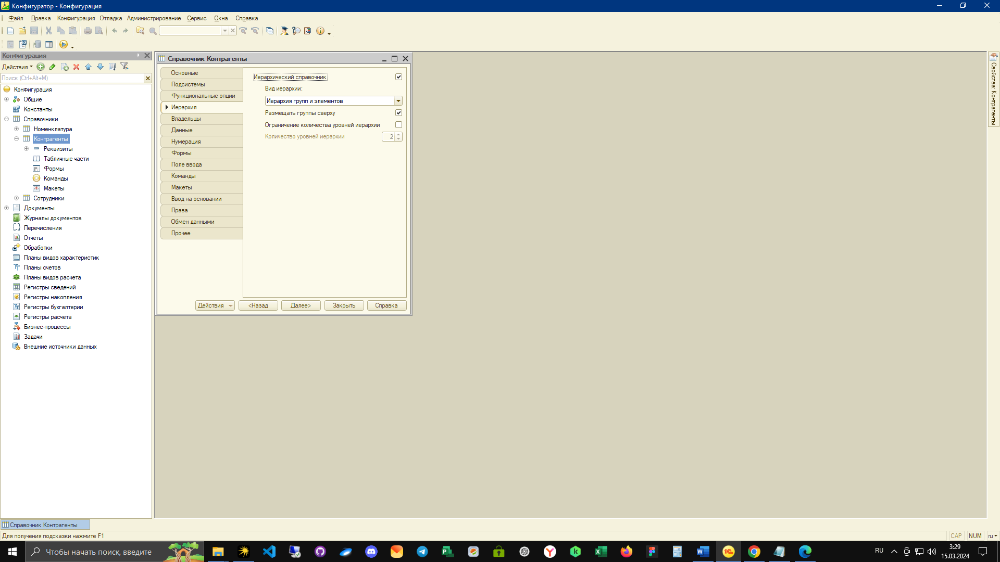 Конфигуратор - Конфигурация
Файл Правка Конфигурация Отладка Администрирование Сервис Окна Справка
Конфигурация
Действия
Поиск (Ctrl+Alt+M)
Конфигурация
Общие
Константы
Справочники
Номенклатура
Контрагенты
Реквизиты
Табличные части
Формы
Команды
Макеты
Сотрудники
Документы
Журналы документов
Перечисления
Отчеты
Обработки
Планы видов характеристик
Планы счетов
Планы видов расчета
Регистры сведений
Регистры накопления
Регистры бухгалтерии
Регистры расчета
Бизнес-процессы
Задачи
Внешние источники данных
Справочник Контрагенты
Основные
Подсистемы
Функциональные опции
Иерархия
Владельцы
Данные
Нумерация
Формы
Поле ввода
Команды
Макеты
Ввод на основании
Права
Обмен данными
Прочее
Иерархический справочник
Вид иерархии:
Иерархия групп и элементов
Размещать группы сверху
Ограничение количества уровней иерархии
Количество уровней иерархии 2
Действия <Назад Далее> Закрыть Справка
Свойства: Контрагенты
Справочник Контрагенты
Для получения подсказки нажмите F1
CAP NUM ru
Чтобы начать поиск, введите
RU
3:29
15.03.2024